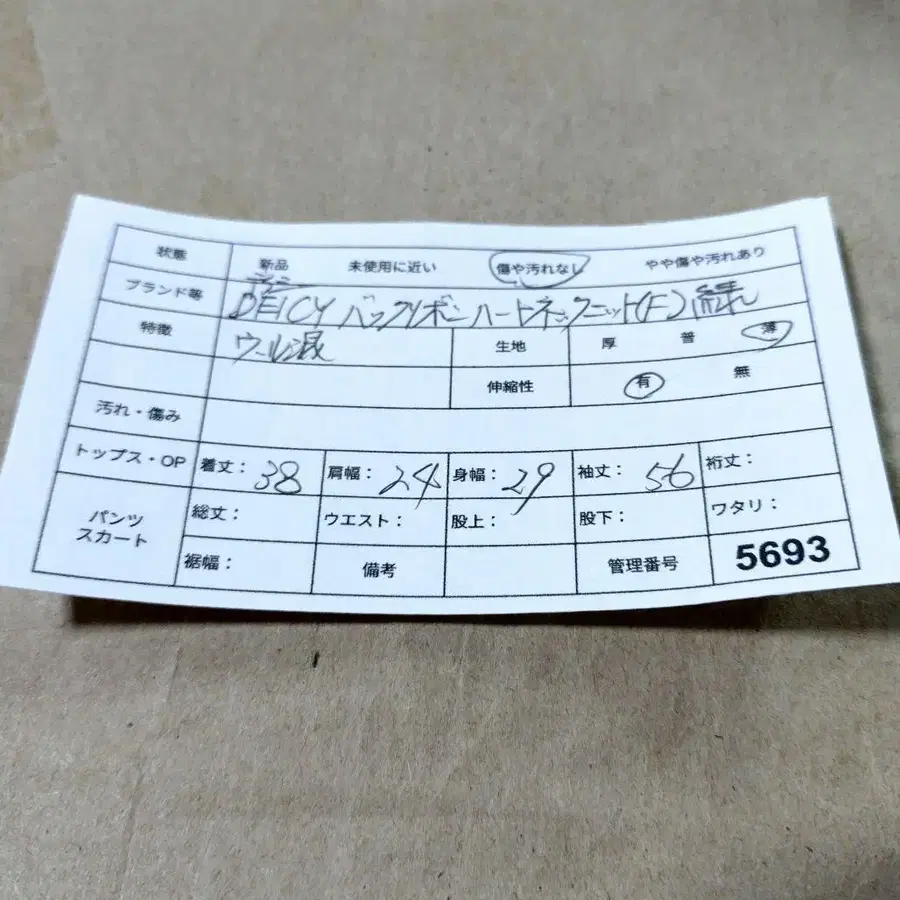 状態 新品 未使用に近い 傷や汚れなし やや傷や汚れあり
ブランド等 DEICY バックリボンハートネックニット(F) 緑
特徴 ウール混 生地 厚 普 薄
伸縮性 有 無
汚れ・傷み
トップス・OP 着丈: 38 肩幅: 24 身幅: 29 袖丈: 56 裄丈:
パンツ スカート 総丈: ウエスト: 股上: 股下: ワタリ:
裾幅: 備考 管理番号 5693